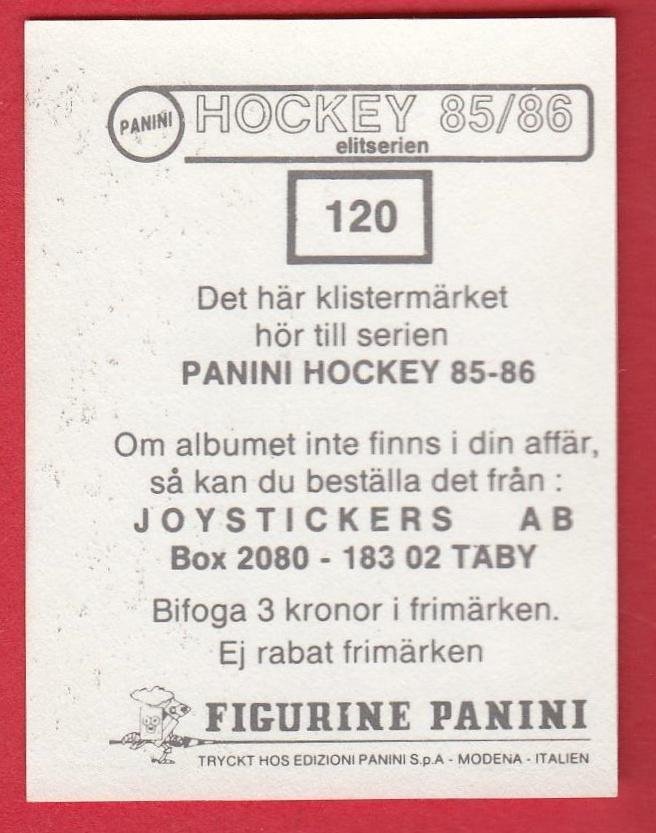 PANINI HOCKEY 85/86
elitserien
120
Det här klistermärket
hör till serien
PANINI HOCKEY 85-86
Om albumet inte finns i din affär,
så kan du beställa det från :
JOYSTICKERS AB
Box 2080 - 183 02 TÄBY
Bifoga 3 kronor i frimärken.
Ej rabat frimärken
FIGURINE PANINI
TRYCKT HOS EDIZIONI PANINI S.p.A - MODENA - ITALIEN